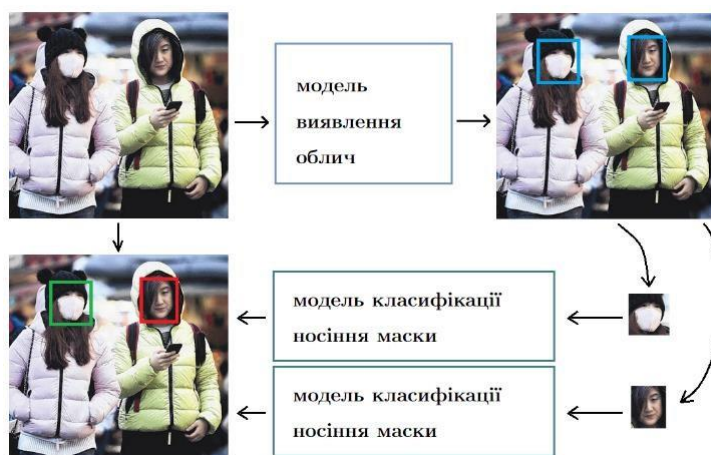 модель
виявлення
облич
модель класифікації
носіння маски
модель класифікації
носіння маски